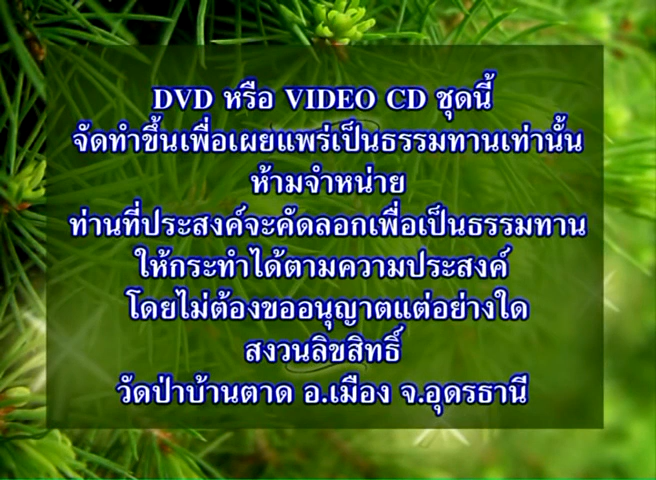 DVD หรือ VIDEO CD ชุดนี้
จัดทำขึ้นเพื่อเผยแพร่เป็นธรรมทานเท่านั้น
ห้ามจำหน่าย
ท่านที่ประสงค์จะคัดลอกเพื่อเป็นธรรมทาน
ให้กระทำได้ตามความประสงค์
โดยไม่ต้องขออนุญาตแต่อย่างใด
สงวนลิขสิทธิ์
วัดป่าบ้านตาด อ.เมือง จ.อุดรธานี